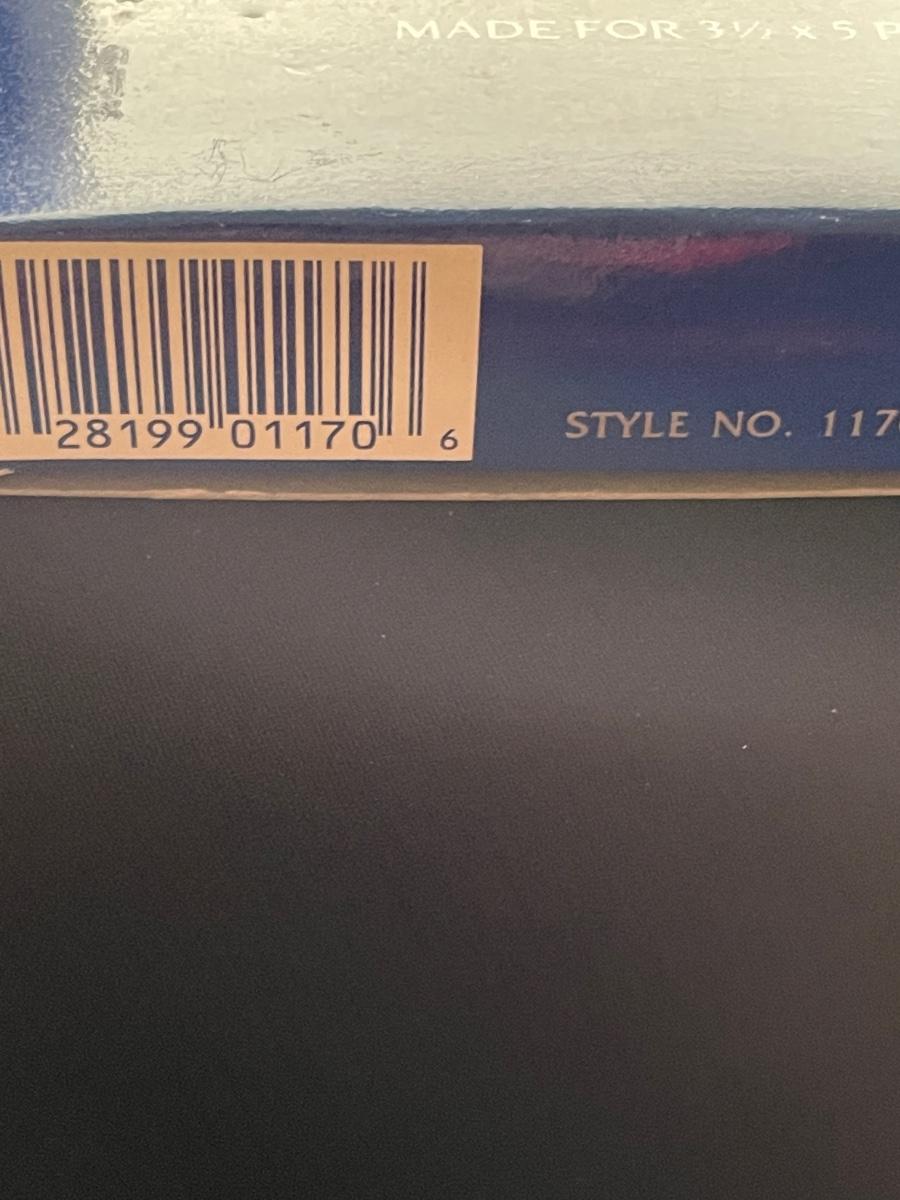 MADE FOR 3½ x 5 P
28199 01170 6
STYLE NO. 117